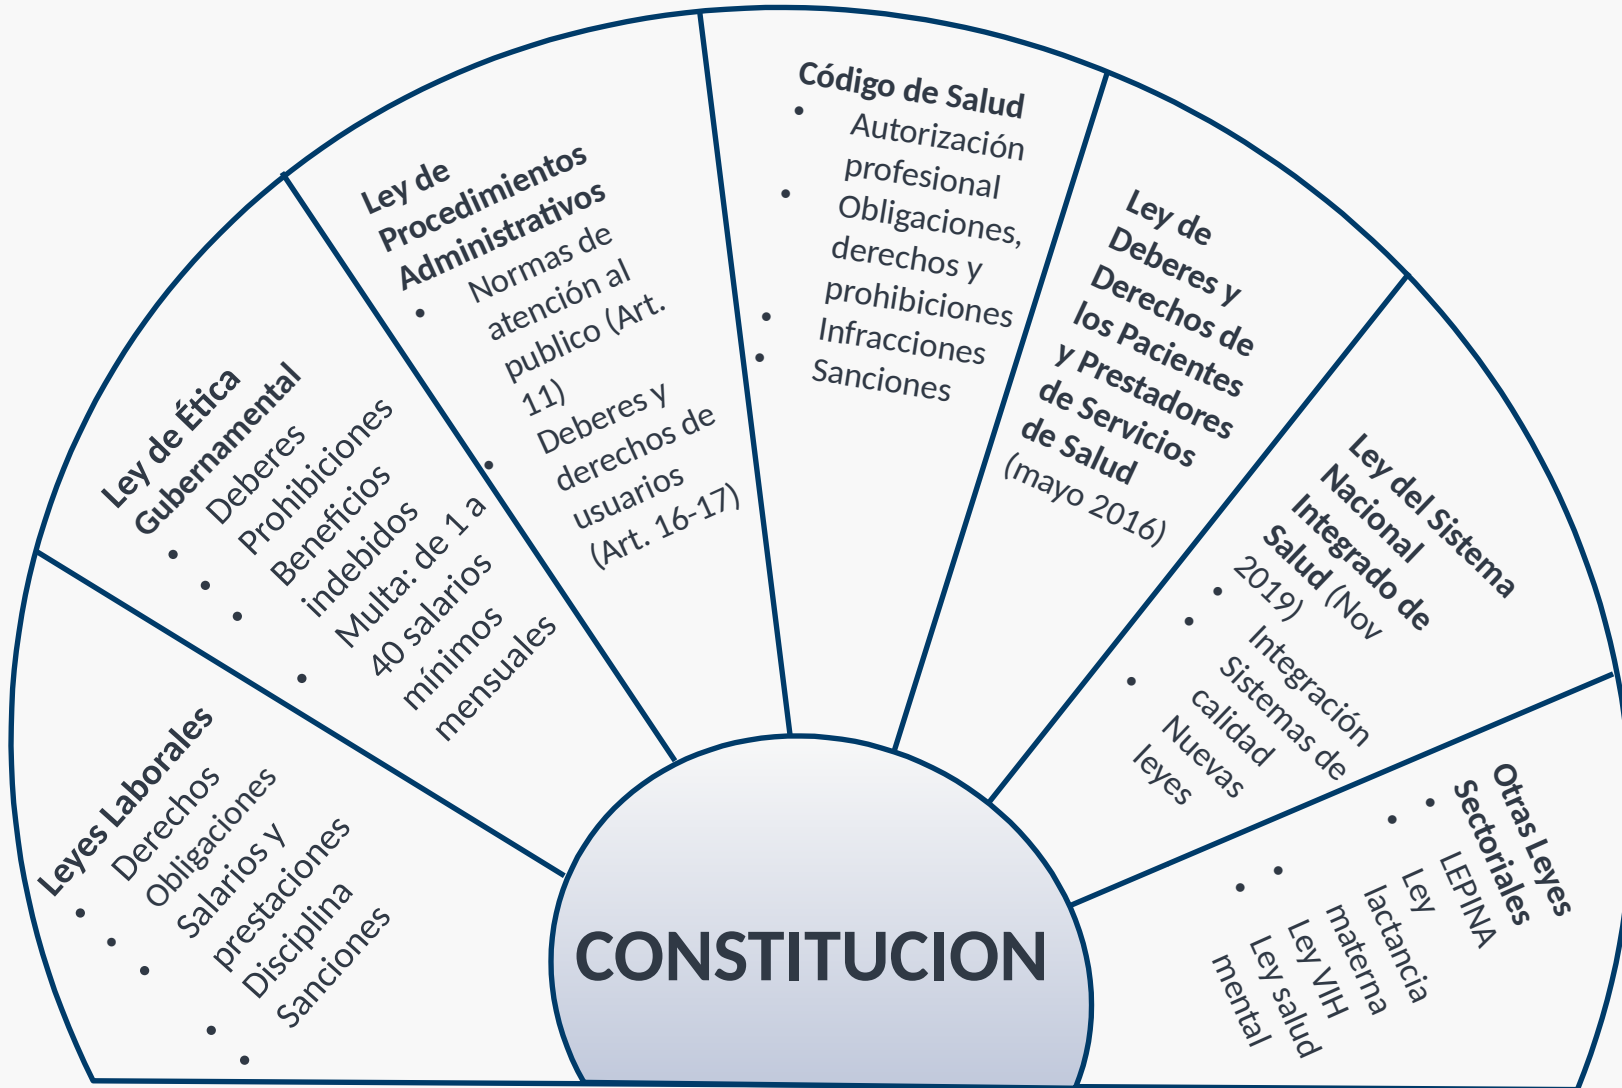 Leyes Laborales
• Derechos
• Obligaciones
• Salarios y
prestaciones
• Disciplina
• Sanciones
Ley de Ética
Gubernamental
• Deberes
• Prohibiciones
• Beneficios
indebidos
• Multa: de 1 a
40 salarios
mínimos
mensuales
Ley de
Procedimientos
Administrativos
• Normas de
atención al
publico (Art.
11)
• Deberes y
derechos de
usuarios
(Art. 16-17)
Código de Salud
• Autorización
profesional
• Obligaciones,
derechos y
prohibiciones
• Infracciones
• Sanciones
Ley de
Deberes y
Derechos de
los Pacientes
y Prestadores
de Servicios
de Salud
(mayo 2016)
Ley del Sistema
Nacional
Integrado de
Salud (Nov
2019)
• Integración
• Sistemas de
calidad
• Nuevas
leyes
Otras Leyes
Sectoriales
• LEPINA
• Ley
lactancia
materna
• Ley VIH
• Ley salud
mental
CONSTITUCION